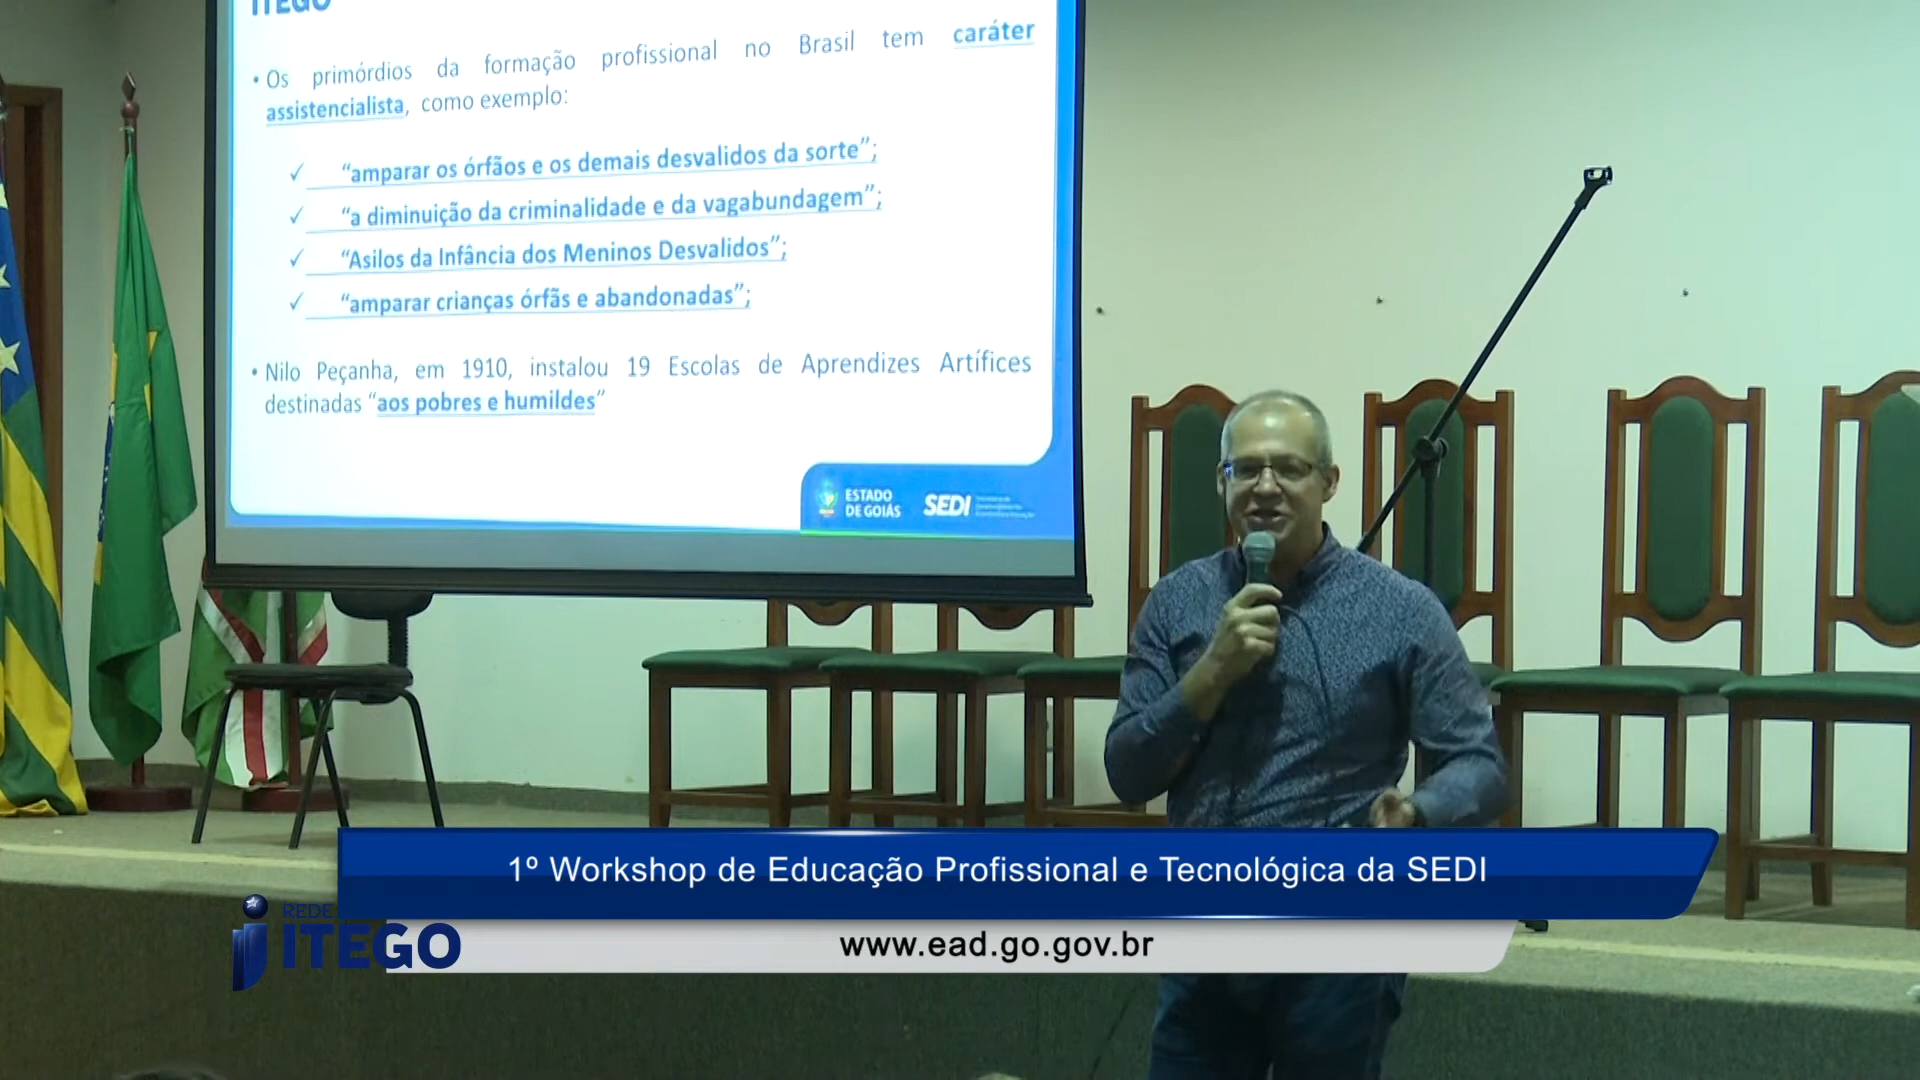 ITEGO
• Os primórdios da formação profissional no Brasil tem caráter
assistencialista, como exemplo:
✓ “amparar os órfãos e os demais desvalidos da sorte”;
✓ “a diminuição da criminalidade e da vagabundagem”;
✓ “Asilos da Infância dos Meninos Desvalidos”;
✓ “amparar crianças órfãs e abandonadas”;
• Nilo Peçanha, em 1910, instalou 19 Escolas de Aprendizes Artífices
destinadas “aos pobres e humildes”
ESTADO
DE GOIÁS
SEDI
1º Workshop de Educação Profissional e Tecnológica da SEDI
REDE
ITEGO
www.ead.go.gov.br